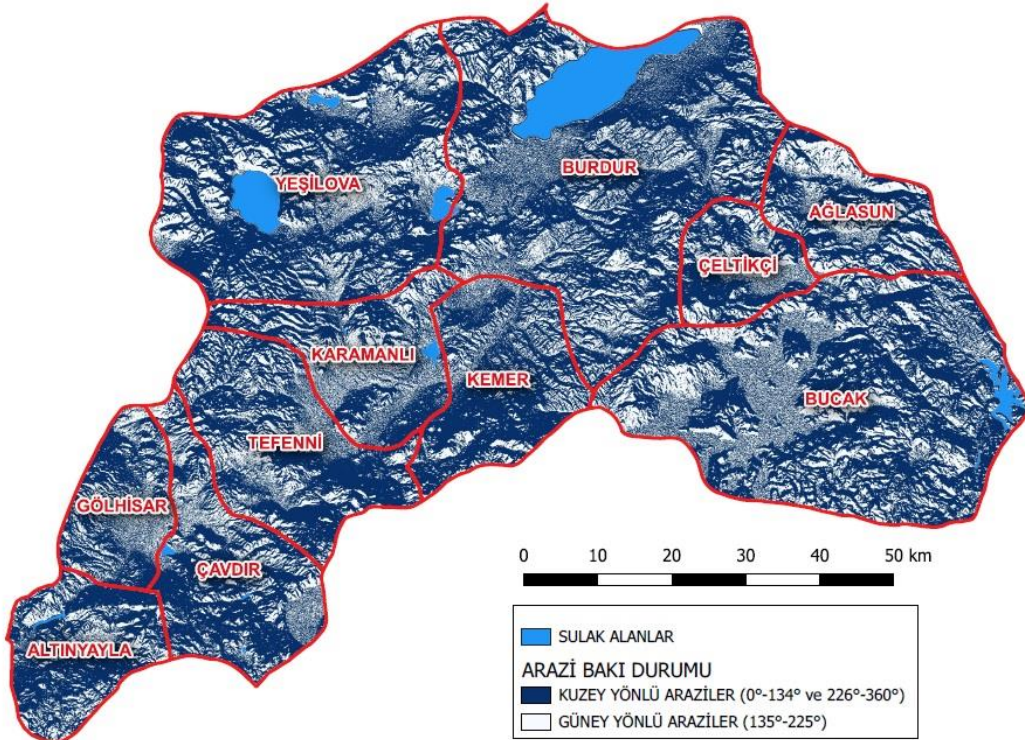 BURDUR
YEŞİLOVA
AĞLASUN
ÇELTİKÇİ
KARAMANLI
KEMER
BUCAK
TEFENNİ
GÖLHİSAR
ÇAVDIR
ALTINYAYLA
0 10 20 30 40 50 km
SULAK ALANLAR
ARAZİ BAKI DURUMU
KUZEY YÖNLÜ ARAZİLER (0°-134° ve 226°-360°)
GÜNEY YÖNLÜ ARAZİLER (135°-225°)